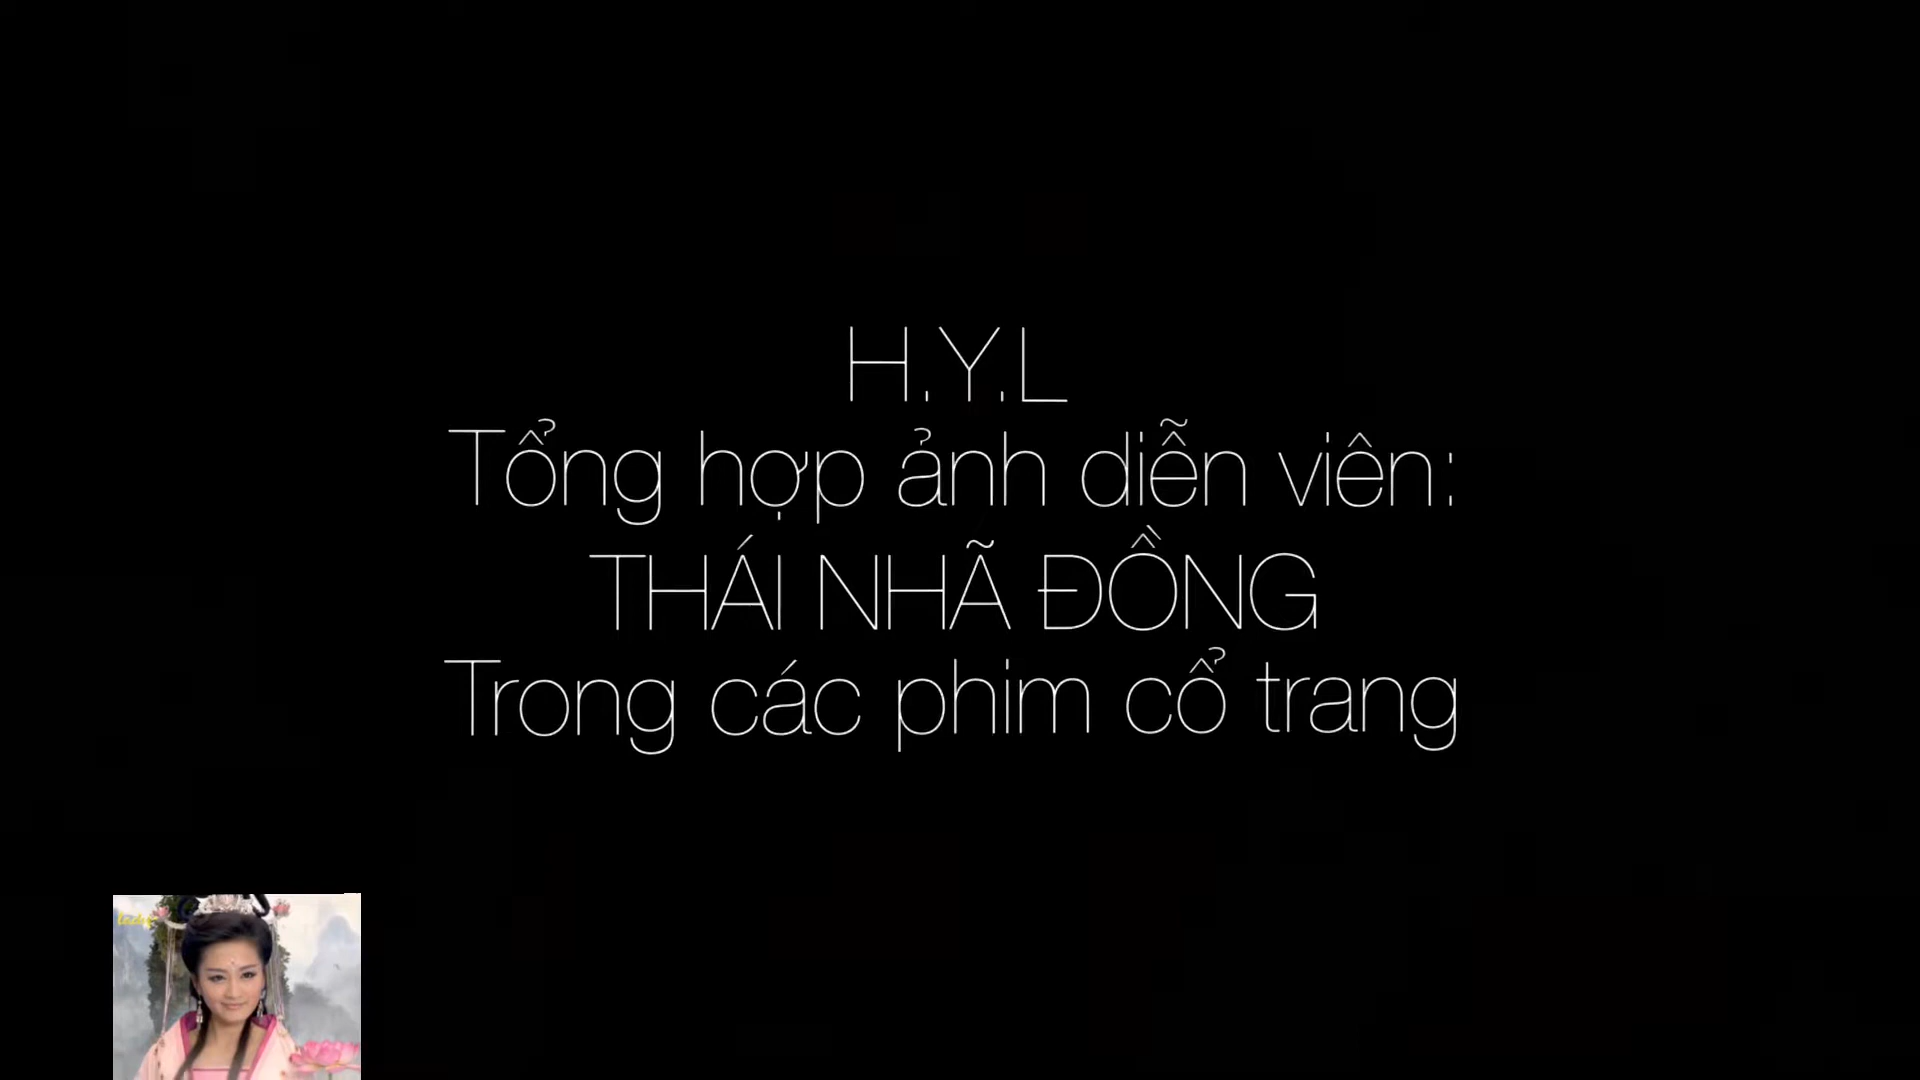 H.Y.L
Tổng hợp ảnh diễn viên:
THÁI NHÃ ĐỒNG
Trong các phim cổ trang